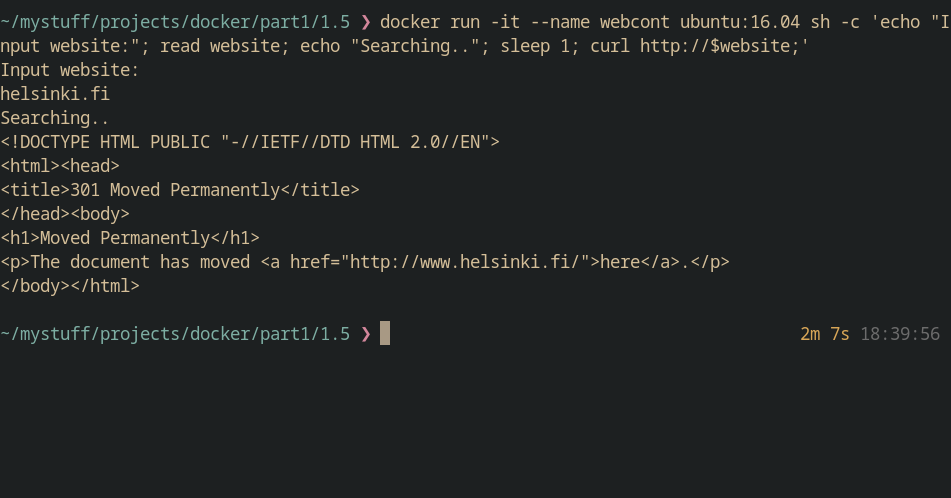 ~/mystuff/projects/docker/part1/1.5 ❯ docker run -it --name webcont ubuntu:16.04 sh -c 'echo "I
nput website:"; read website; echo "Searching.."; sleep 1; curl http://$website;'
Input website:
helsinki.fi
Searching..
<!DOCTYPE HTML PUBLIC "-//IETF//DTD HTML 2.0//EN">
<html><head>
<title>301 Moved Permanently</title>
</head><body>
<h1>Moved Permanently</h1>
<p>The document has moved <a href="http://www.helsinki.fi/">here</a>.</p>
</body></html>
~/mystuff/projects/docker/part1/1.5 ❯ 2m 7s 18:39:56